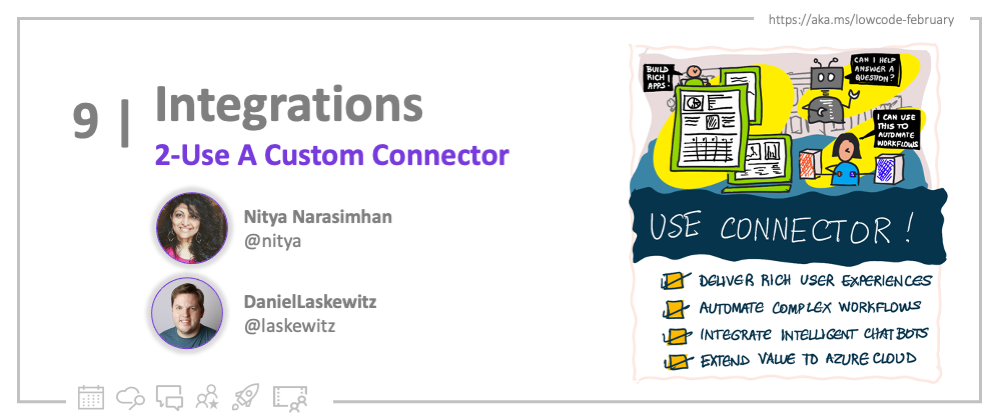 https://aka.ms/lowcode-february
9 |
Integrations
2-Use A Custom Connector
Nitya Narasimhan
@nitya
DanielLaskewitz
@laskewitz
BUILD
RICH
APPS!
CAN I HELP
ANSWER A
QUESTION?
I CAN USE
THIS TO
AUTOMATE
WORKFLOWS
USE CONNECTOR!
DELIVER RICH USER EXPERIENCES
AUTOMATE COMPLEX WORKFLOWS
INTEGRATE INTELLIGENT CHATBOTS
EXTEND VALUE TO AZURE CLOUD